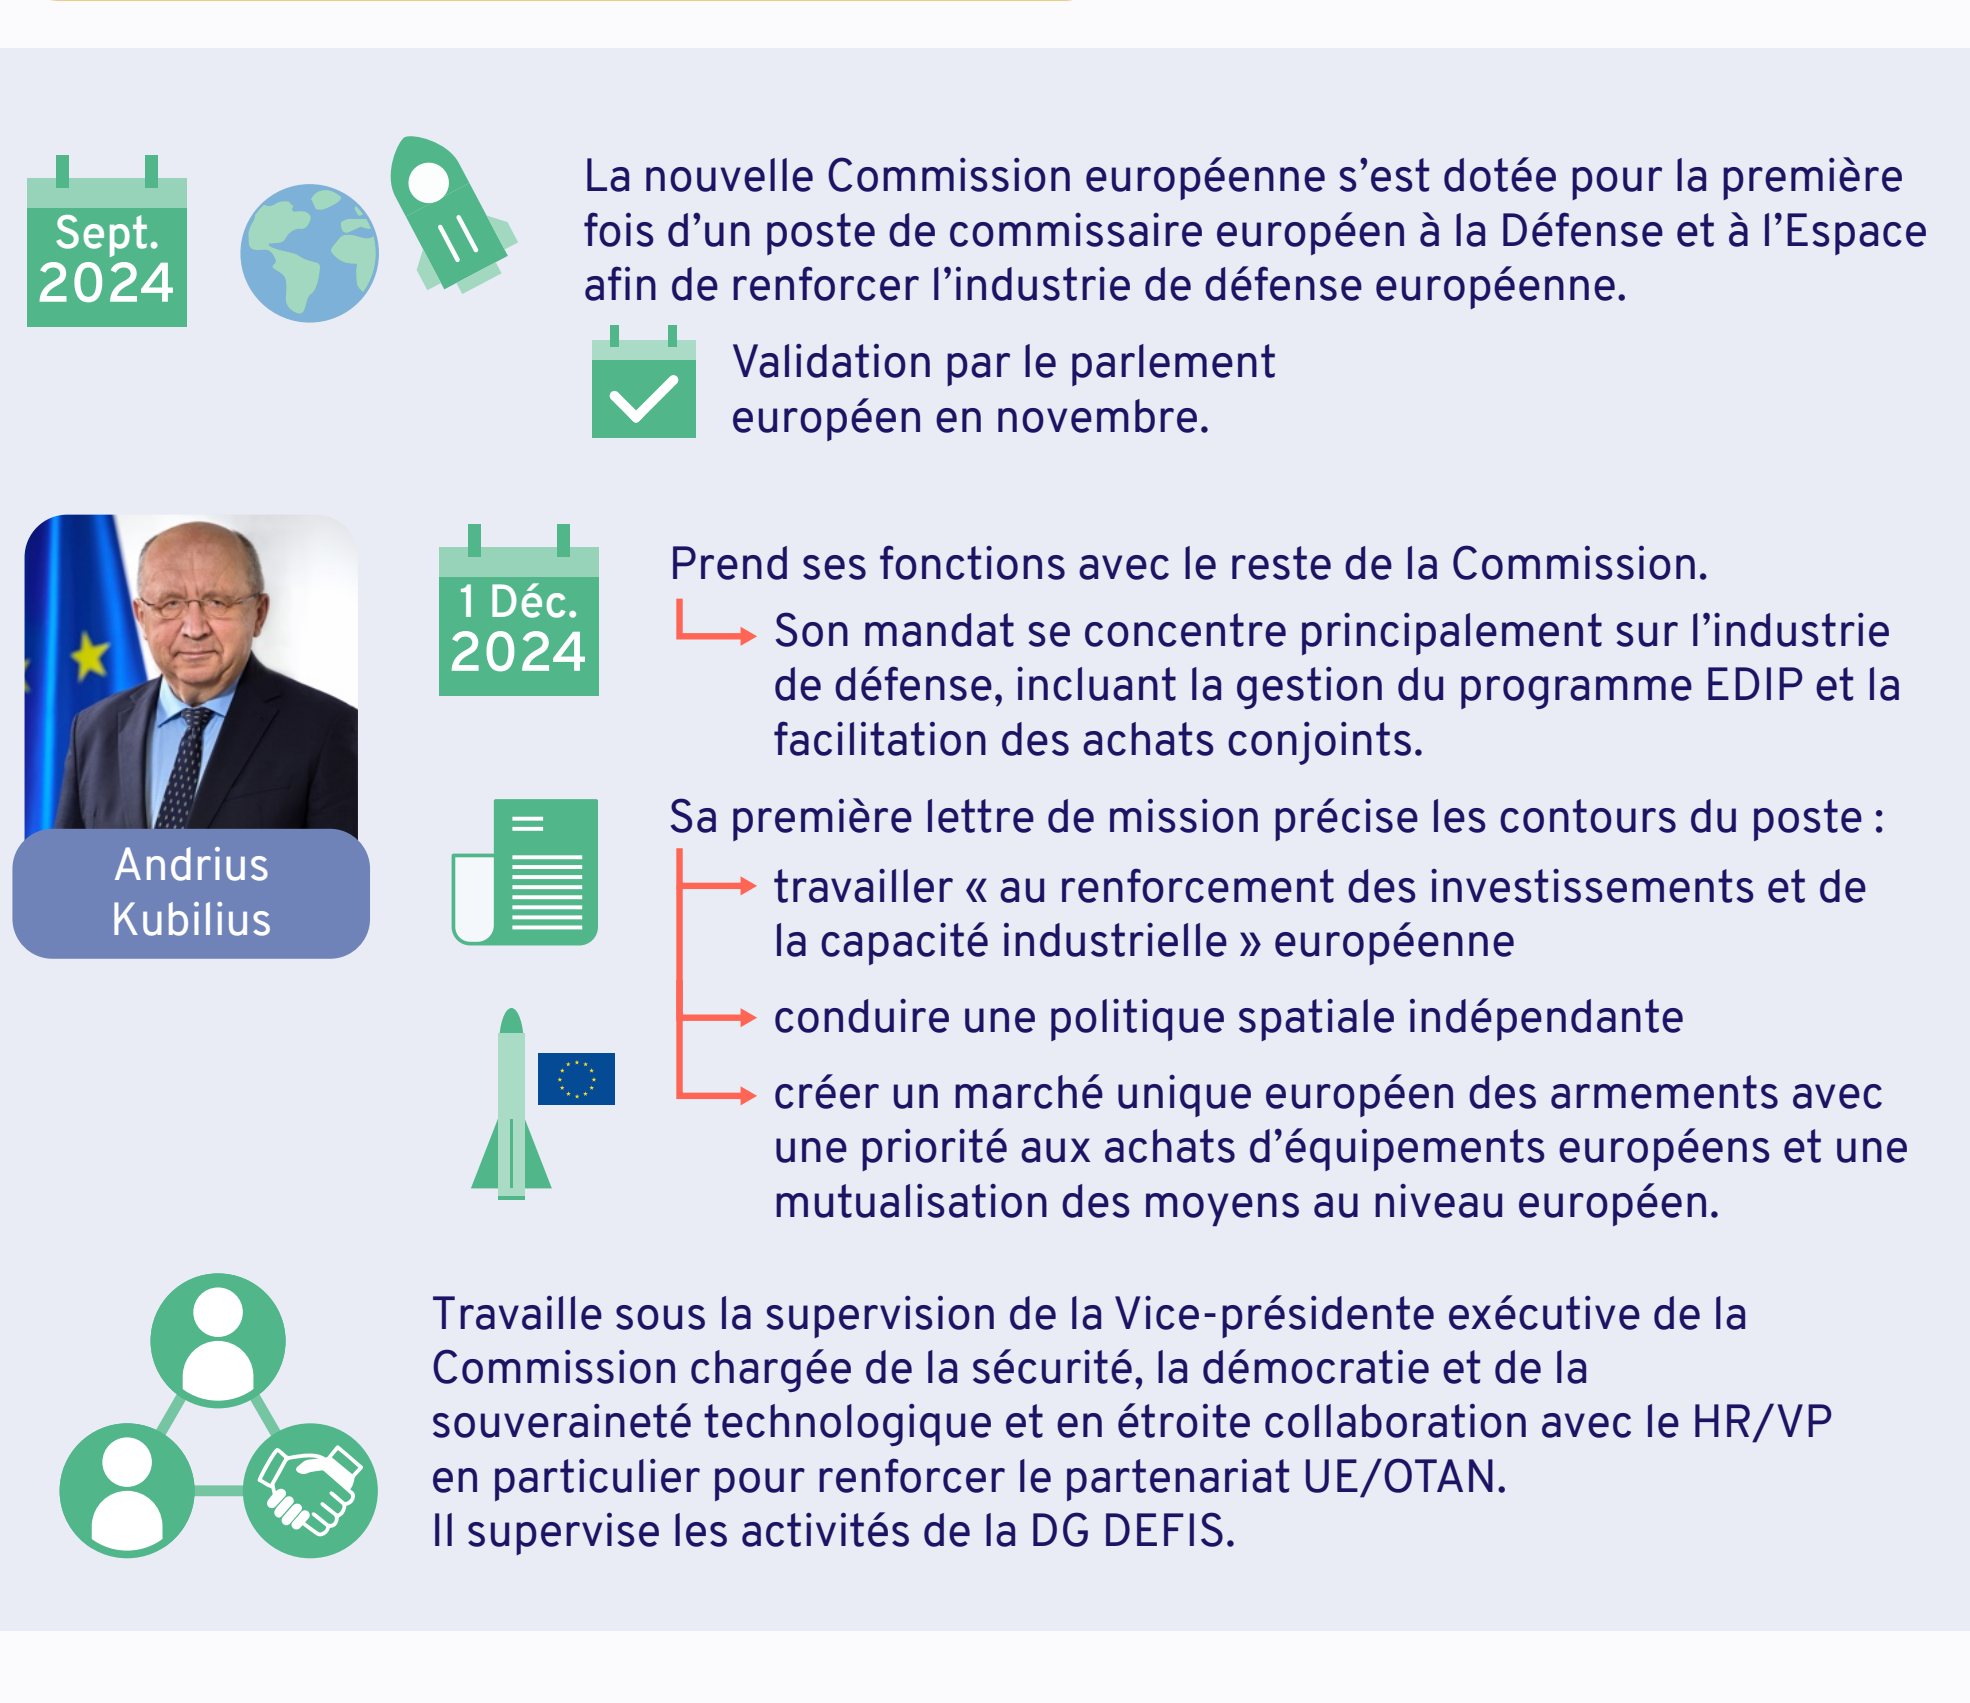 Sept.
2024
La nouvelle Commission européenne s’est dotée pour la première
fois d’un poste de commissaire européen à la Défense et à l’Espace
afin de renforcer l’industrie de défense européenne.
Validation par le parlement
européen en novembre.
Andrius
Kubilius
1 Déc.
2024
Prend ses fonctions avec le reste de la Commission.
Son mandat se concentre principalement sur l’industrie
de défense, incluant la gestion du programme EDIP et la
facilitation des achats conjoints.
Sa première lettre de mission précise les contours du poste :
travailler « au renforcement des investissements et de
la capacité industrielle » européenne
conduire une politique spatiale indépendante
créer un marché unique européen des armements avec
une priorité aux achats d’équipements européens et une
mutualisation des moyens au niveau européen.
Travaille sous la supervision de la Vice-présidente exécutive de la
Commission chargée de la sécurité, la démocratie et de la
souveraineté technologique et en étroite collaboration avec le HR/VP
en particulier pour renforcer le partenariat UE/OTAN.
Il supervise les activités de la DG DEFIS.